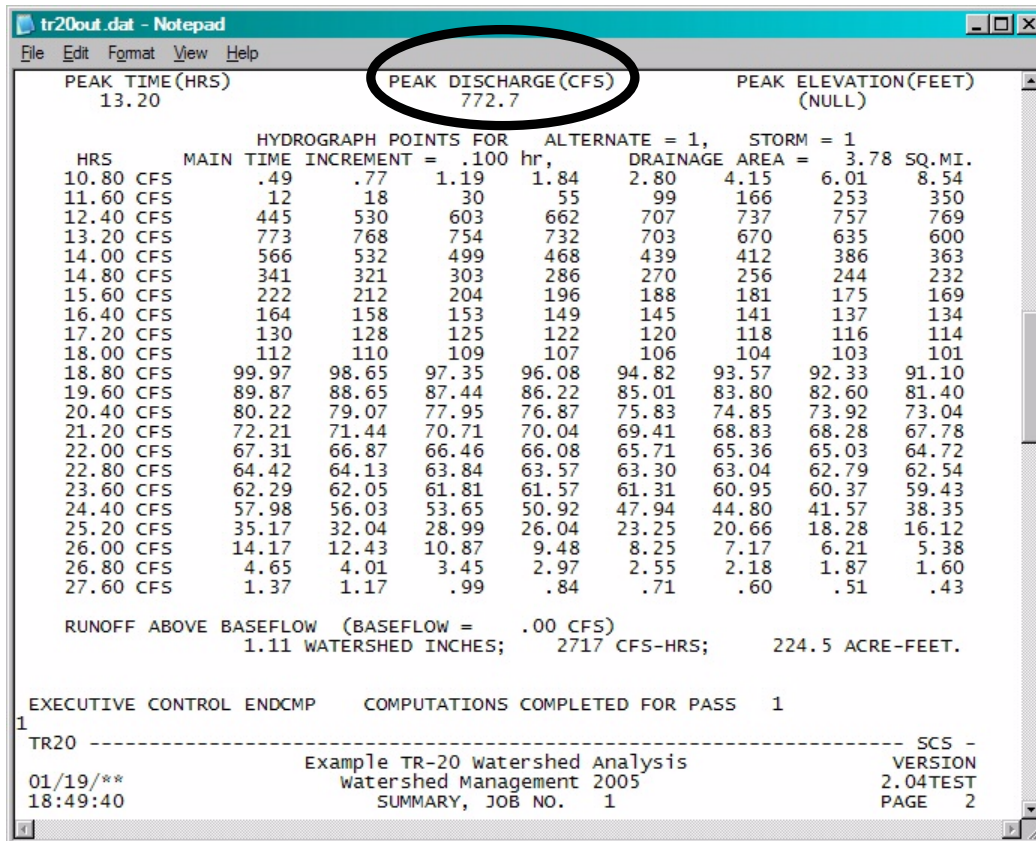 tr20out.dat - Notepad
File Edit Format View Help
PEAK TIME(HRS) PEAK DISCHARGE(CFS) PEAK ELEVATION(FEET)
13.20 772.7 (NULL)
HYDROGRAPH POINTS FOR ALTERNATE = 1, STORM = 1
HRS MAIN TIME INCREMENT = .100 hr, DRAINAGE AREA = 3.78 SQ.MI.
10.80 CFS .49 .77 1.19 1.84 2.80 4.15 6.01 8.54
11.60 CFS 12 18 30 55 99 166 253 350
12.40 CFS 445 530 603 662 707 737 757 769
13.20 CFS 773 768 754 732 703 670 635 600
14.00 CFS 566 532 499 468 439 412 386 363
14.80 CFS 341 321 303 286 270 256 244 232
15.60 CFS 222 212 204 196 188 181 175 169
16.40 CFS 164 158 153 149 145 141 137 134
17.20 CFS 130 128 125 122 120 118 116 114
18.00 CFS 112 110 109 107 106 104 103 101
18.80 CFS 99.97 98.65 97.35 96.08 94.82 93.57 92.33 91.10
19.60 CFS 89.87 88.65 87.44 86.22 85.01 83.80 82.60 81.40
20.40 CFS 80.22 79.07 77.95 76.87 75.83 74.85 73.92 73.04
21.20 CFS 72.21 71.44 70.71 70.04 69.41 68.83 68.28 67.78
22.00 CFS 67.31 66.87 66.46 66.08 65.71 65.36 65.03 64.72
22.80 CFS 64.42 64.13 63.84 63.57 63.30 63.04 62.79 62.54
23.60 CFS 62.29 62.05 61.81 61.57 61.31 60.95 60.37 59.43
24.40 CFS 57.98 56.03 53.65 50.92 47.94 44.80 41.57 38.35
25.20 CFS 35.17 32.04 28.99 26.04 23.25 20.66 18.28 16.12
26.00 CFS 14.17 12.43 10.87 9.48 8.25 7.17 6.21 5.38
26.80 CFS 4.65 4.01 3.45 2.97 2.55 2.18 1.87 1.60
27.60 CFS 1.37 1.17 .99 .84 .71 .60 .51 .43
RUNOFF ABOVE BASEFLOW (BASEFLOW = .00 CFS)
1.11 WATERSHED INCHES; 2717 CFS-HRS; 224.5 ACRE-FEET.
EXECUTIVE CONTROL ENDCMP COMPUTATIONS COMPLETED FOR PASS 1
1
TR20 -------------------------------------------------------------------- SCS -
Example TR-20 Watershed Analysis VERSION
01/19/** Watershed Management 2005 2.04TEST
18:49:40 SUMMARY, JOB NO. 1 PAGE 2